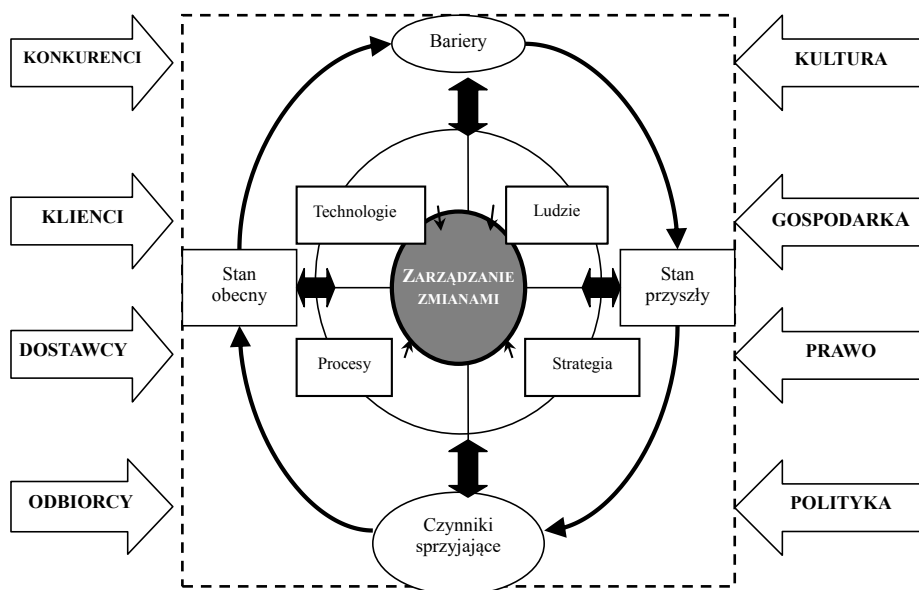 Bariery
KONKURENCI
KULTURA
Technologie
Ludzie
KLIENCI
GOSPODARKA
Stan
obecny
ZARZĄDZANIE
ZMIANAMI
Stan
przyszły
DOSTAWCY
Procesy
Strategia
PRAWO
ODBIORCY
Czynniki
sprzyjające
POLITYKA